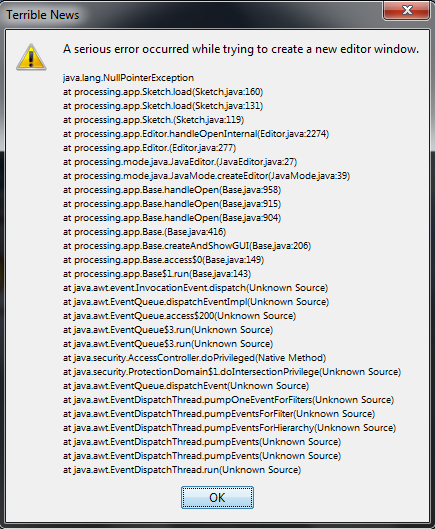 Terrible News
A serious error occurred while trying to create a new editor window.
java.lang.NullPointerException
at processing.app.Sketch.load(Sketch.java:160)
at processing.app.Sketch.load(Sketch.java:131)
at processing.app.Sketch.(Sketch.java:119)
at processing.app.Editor.handleOpenInternal(Editor.java:2274)
at processing.app.Editor.(Editor.java:277)
at processing.mode.java.JavaEditor.(JavaEditor.java:27)
at processing.mode.java.JavaMode.createEditor(JavaMode.java:39)
at processing.app.Base.handleOpen(Base.java:958)
at processing.app.Base.handleOpen(Base.java:915)
at processing.app.Base.handleOpen(Base.java:904)
at processing.app.Base.(Base.java:416)
at processing.app.Base.createAndShowGUI(Base.java:206)
at processing.app.Base.access$0(Base.java:149)
at processing.app.Base$1.run(Base.java:143)
at java.awt.event.InvocationEvent.dispatch(Unknown Source)
at java.awt.EventQueue.dispatchEventImpl(Unknown Source)
at java.awt.EventQueue.access$200(Unknown Source)
at java.awt.EventQueue$3.run(Unknown Source)
at java.awt.EventQueue$3.run(Unknown Source)
at java.security.AccessController.doPrivileged(Native Method)
at java.security.ProtectionDomain$1.doIntersectionPrivilege(Unknown Source)
at java.awt.EventQueue.dispatchEvent(Unknown Source)
at java.awt.EventDispatchThread.pumpOneEventForFilters(Unknown Source)
at java.awt.EventDispatchThread.pumpEventsForFilter(Unknown Source)
at java.awt.EventDispatchThread.pumpEventsForHierarchy(Unknown Source)
at java.awt.EventDispatchThread.pumpEvents(Unknown Source)
at java.awt.EventDispatchThread.pumpEvents(Unknown Source)
at java.awt.EventDispatchThread.run(Unknown Source)
OK